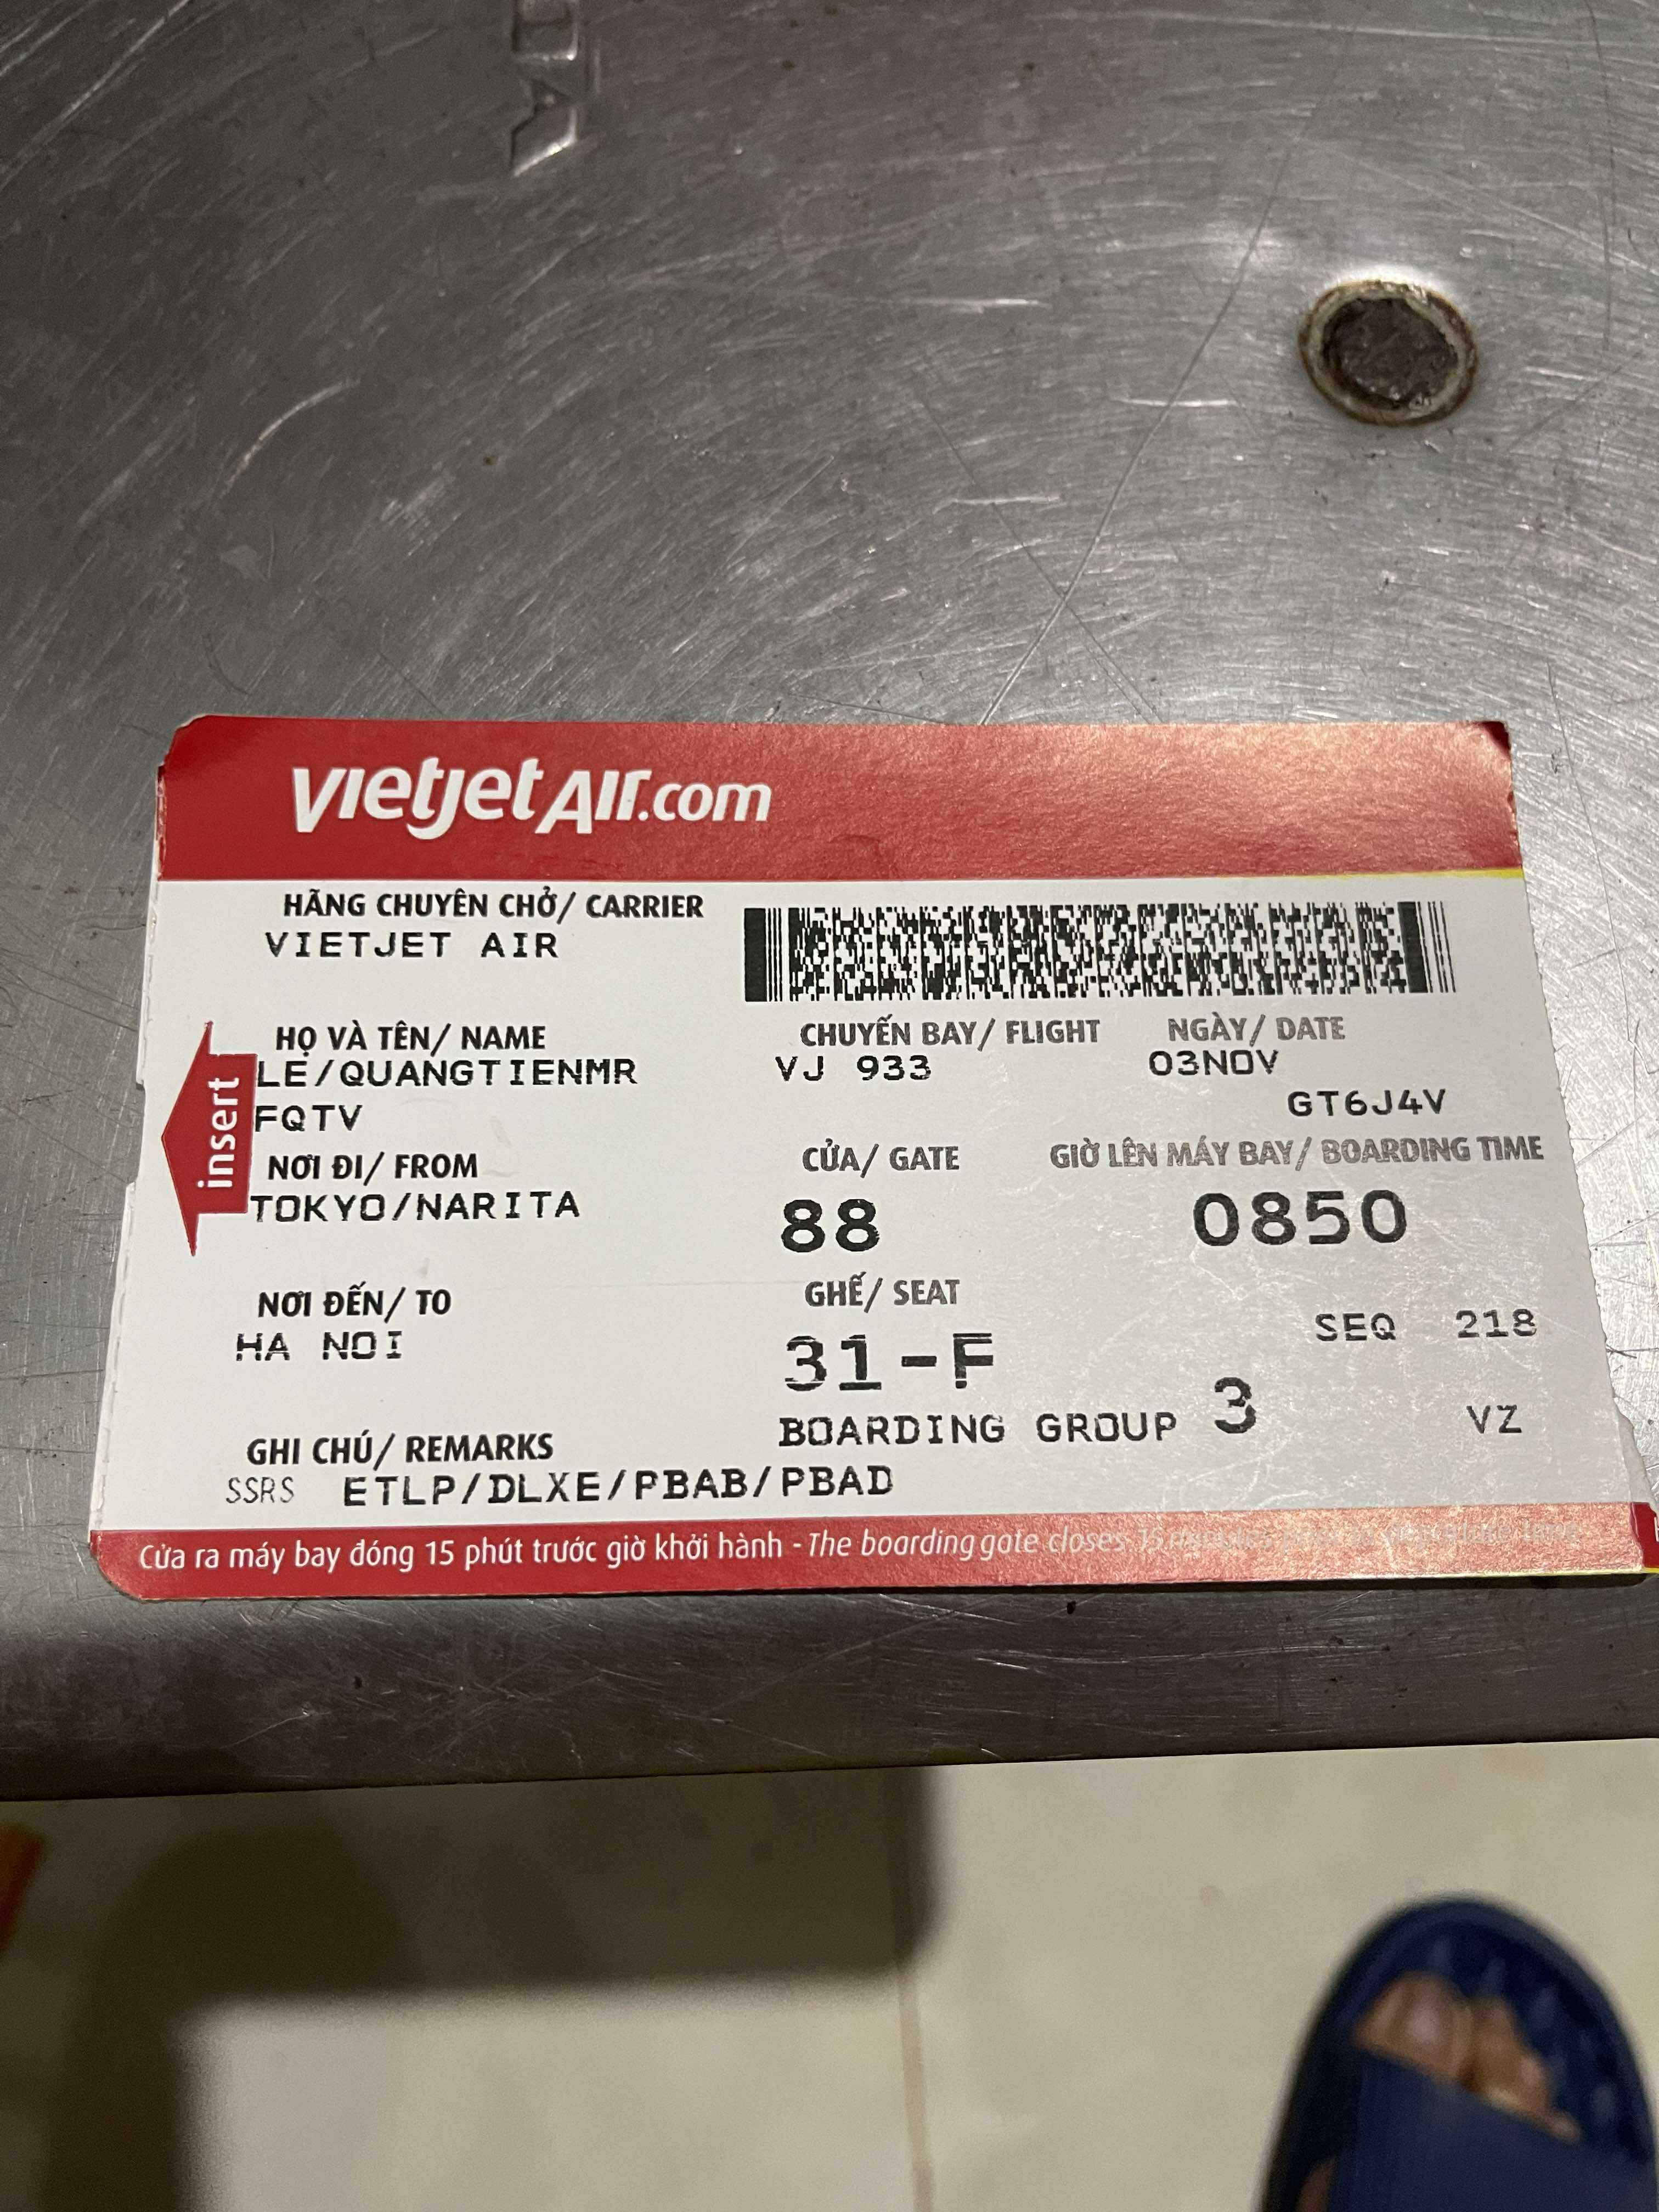 vietjet Air.com
HÃNG CHUYÊN CHỞ/ CARRIER
VIETJET AIR
HỌ VÀ TÊN/ NAME CHUYẾN BAY/ FLIGHT NGÀY/ DATE
LE/QUANGTIENMR VJ 933 03NOV
FQTV GT6J4V
NƠI ĐI/ FROM CỬA/ GATE GIỜ LÊN MÁY BAY/ BOARDING TIME
TOKYO/NARITA 88 0850
insert
NƠI ĐẾN/ TO GHẾ/ SEAT
HA NOI 31-F SEQ 218
BOARDING GROUP 3 VZ
GHI CHÚ/ REMARKS
SSRS ETLP/DLXE/PBAB/PBAD
Cửa ra máy bay đóng 15 phút trước giờ khởi hành - The boarding gate closes 15